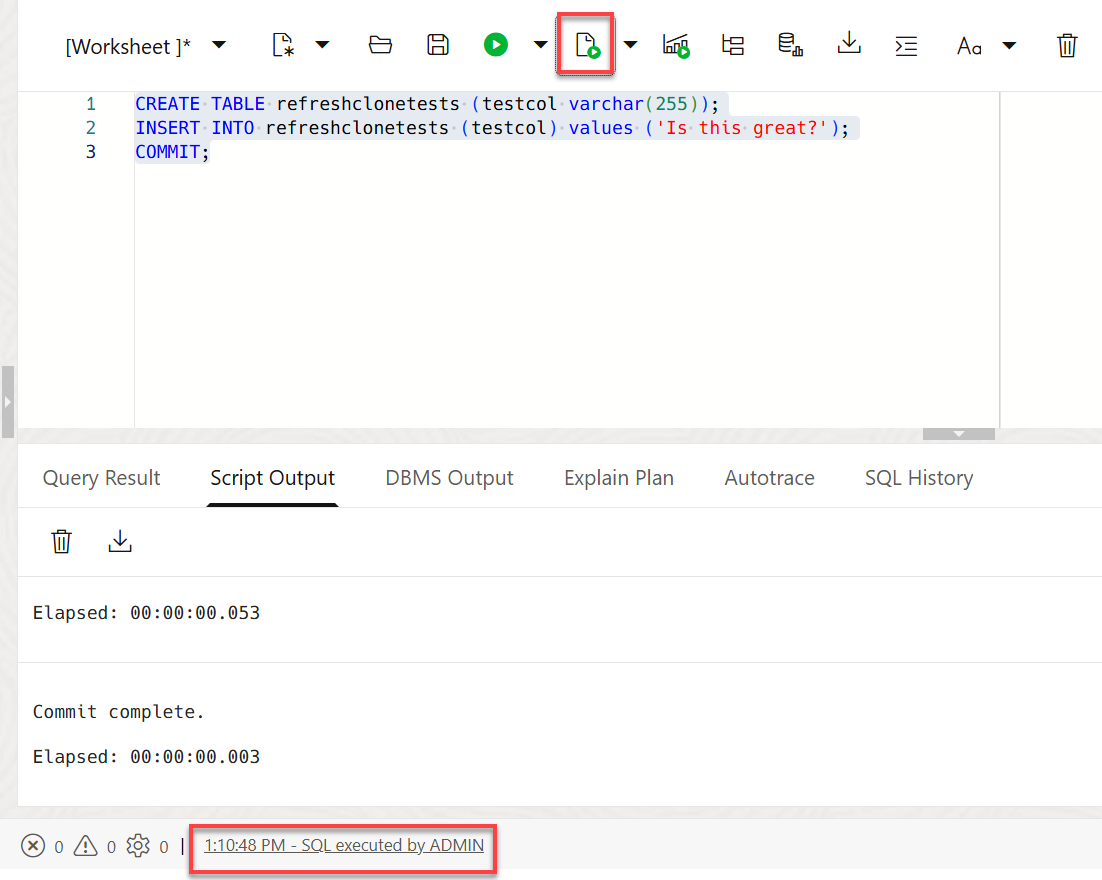 [Worksheet ]*
Aa
1 CREATE TABLE refreshclonetests (testcol varchar(255));
2 INSERT INTO refreshclonetests (testcol) values ('Is this great?');
3 COMMIT;
Query Result Script Output DBMS Output Explain Plan Autotrace SQL History
Elapsed: 00:00:00.053
Commit complete.
Elapsed: 00:00:00.003
0 0 0 | 1:10:48 PM - SQL executed by ADMIN